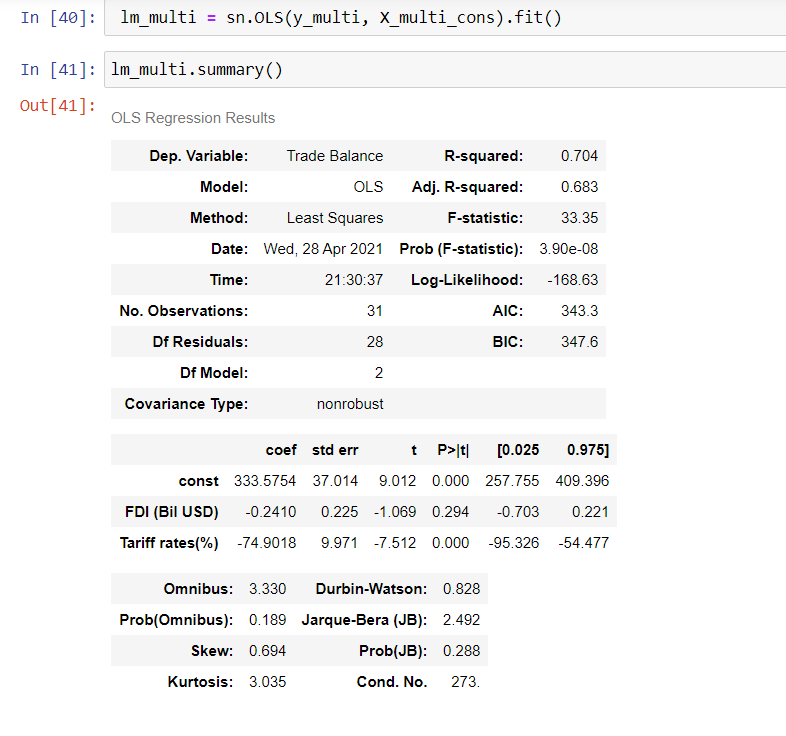 In [40]: lm_multi = sn.OLS(y_multi, X_multi_cons).fit()
In [41]: lm_multi.summary()
Out[41]:
OLS Regression Results
Dep. Variable: Trade Balance R-squared: 0.704
Model: OLS Adj. R-squared: 0.683
Method: Least Squares F-statistic: 33.35
Date: Wed, 28 Apr 2021 Prob (F-statistic): 3.90e-08
Time: 21:30:37 Log-Likelihood: -168.63
No. Observations: 31 AIC: 343.3
Df Residuals: 28 BIC: 347.6
Df Model: 2
Covariance Type: nonrobust
coef std err t P>|t| [0.025 0.975]
const 333.5754 37.014 9.012 0.000 257.755 409.396
FDI (Bil USD) -0.2410 0.225 -1.069 0.294 -0.703 0.221
Tariff rates(%) -74.9018 9.971 -7.512 0.000 -95.326 -54.477
Omnibus: 3.330 Durbin-Watson: 0.828
Prob(Omnibus): 0.189 Jarque-Bera (JB): 2.492
Skew: 0.694 Prob(JB): 0.288
Kurtosis: 3.035 Cond. No. 273.